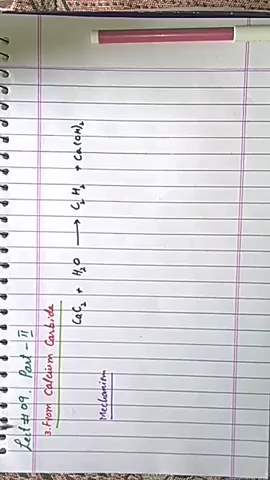 Lect # 09. Part - II
3. From Calcium Carbide
CaC₂ + H₂O ⟶ C₂H₂ + Ca(OH)₂
Mechanism